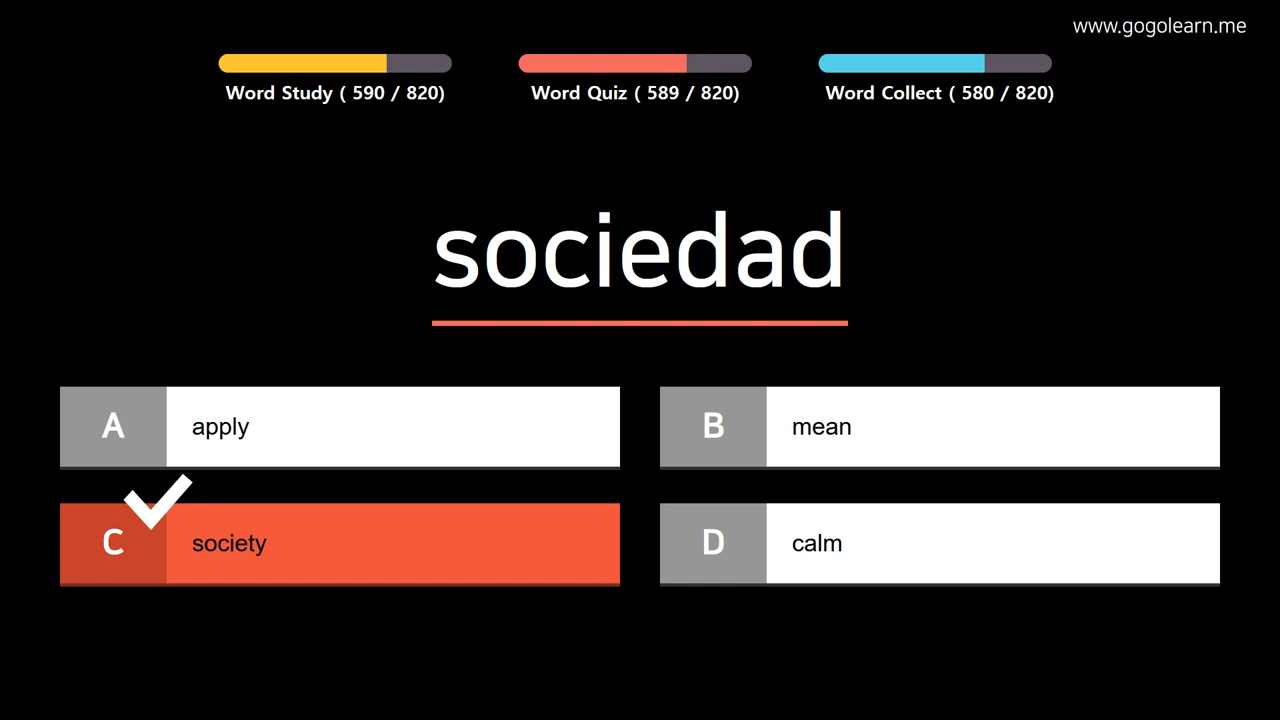 www.gogolearn.me
Word Study ( 590 / 820)
Word Quiz ( 589 / 820)
Word Collect ( 580 / 820)
sociedad
A apply
B mean
C society
D calm